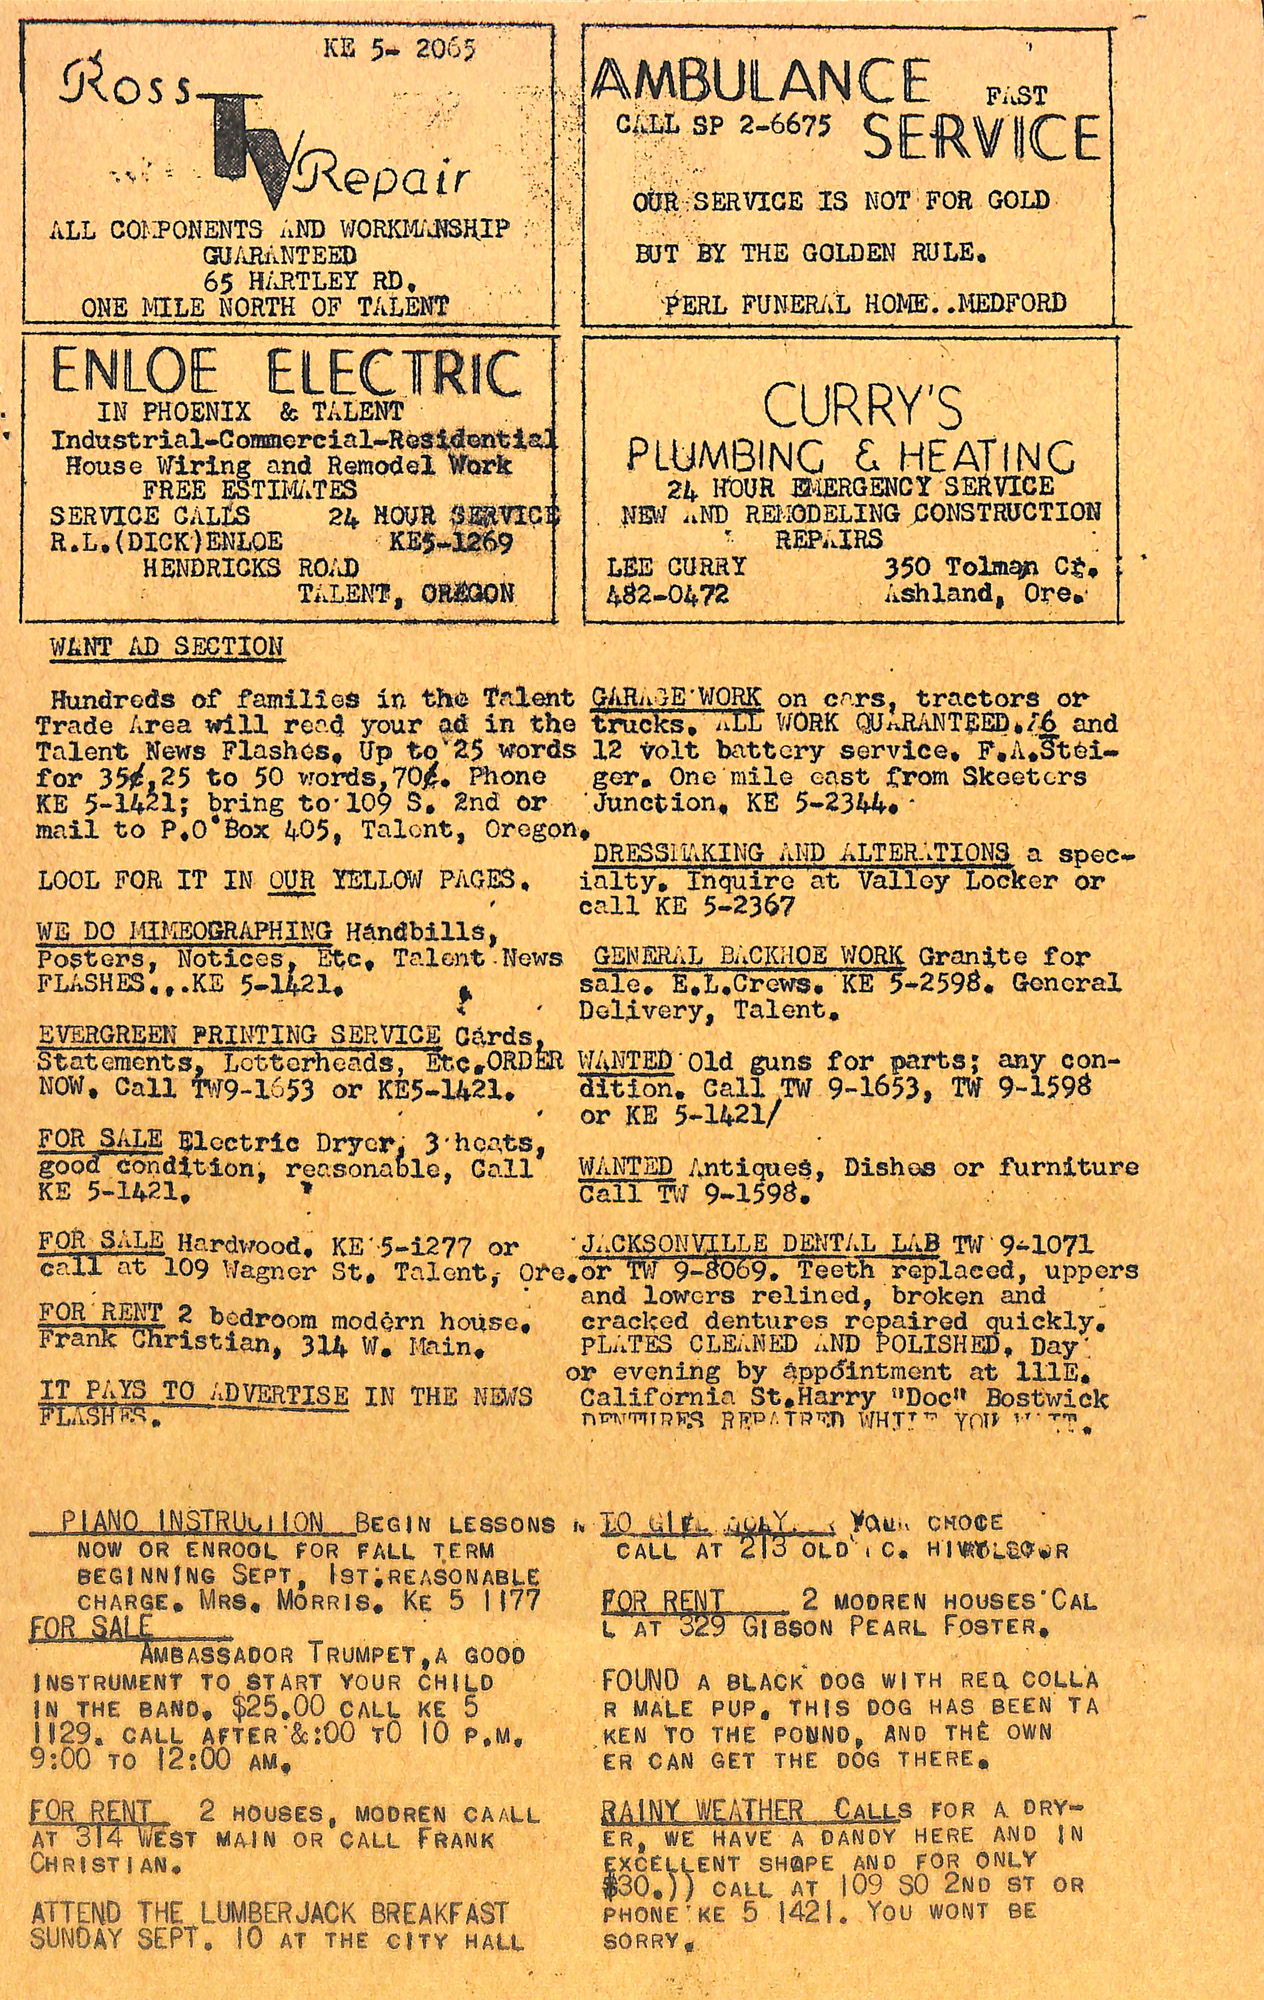 KE 5- 2065
Ross
TV
Repair
ALL COMPONENTS AND WORKMANSHIP
GUARANTEED
65 HARTLEY RD.
ONE MILE NORTH OF TALENT
AMBULANCE FAST
CALL SP 2-6675 SERVICE
OUR SERVICE IS NOT FOR GOLD
BUT BY THE GOLDEN RULE.
PERL FUNERAL HOME..MEDFORD
ENLOE ELECTRIC
IN PHOENIX & TALENT
Industrial-Commercial-Residential
House Wiring and Remodel Work
FREE ESTIMATES
SERVICE CALLS 24 HOUR SERVICE
R.L.(DICK)ENLOE KE5-1269
HENDRICKS ROAD
TALENT, OREGON
CURRY'S
PLUMBING & HEATING
24 HOUR EMERGENCY SERVICE
NEW AND REMODELING CONSTRUCTION
REPAIRS
LEE CURRY 350 Tolman Cr.
482-0472 Ashland, Ore.
WANT AD SECTION
Hundreds of families in the Talent
Trade Area will read your ad in the
Talent News Flashes. Up to 25 words
for 35¢,25 to 50 words,70¢. Phone
KE 5-1421; bring to 109 S. 2nd or
mail to P.O Box 405, Talent, Oregon.
LOOL FOR IT IN OUR YELLOW PAGES.
WE DO MIMEOGRAPHING Handbills,
Posters, Notices, Etc. Talent News
FLASHES...KE 5-1421.
EVERGREEN PRINTING SERVICE Cards,
Statements, Letterheads, Etc.ORDER
NOW. Call TW9-1653 or KE5-1421.
FOR SALE Electric Dryer, 3 heats,
good condition, reasonable, Call
KE 5-1421.
FOR SALE Hardwood. KE 5-1277 or
call at 109 Wagner St. Talent, Ore.
FOR RENT 2 bedroom modern house.
Frank Christian, 314 W. Main.
IT PAYS TO ADVERTISE IN THE NEWS
FLASHES.
GARAGE WORK on cars, tractors or
trucks. ALL WORK QUARANTEED. 6 and
12 volt battery service. F.A.Stei-
ger. One mile east from Skeeters
Junction. KE 5-2344.
DRESSMAKING AND ALTERATIONS a spec-
ialty. Inquire at Valley Locker or
call KE 5-2367
GENERAL BACKHOE WORK Granite for
sale. E.L.Crews. KE 5-2598. General
Delivery, Talent.
WANTED Old guns for parts; any con-
dition. Call TW 9-1653, TW 9-1598
or KE 5-1421/
WANTED Antiques, Dishes or furniture
Call TW 9-1598.
JACKSONVILLE DENTAL LAB TW 9-1071
or TW 9-8069. Teeth replaced, uppers
and lowers relined, broken and
cracked dentures repaired quickly.
PLATES CLEANED AND POLISHED. Day
or evening by appointment at 111E.
California St.Harry "Doc" Bostwick
DENTURES REPAIRED WHILE YOU WAIT.
PIANO INSTRUCTION BEGIN LESSONS
NOW OR ENROOL FOR FALL TERM
BEGINNING SEPT, 1ST.REASONABLE
CHARGE. MRS. MORRIS. KE 5 1177
FOR SALE
AMBASSADOR TRUMPET,A GOOD
INSTRUMENT TO START YOUR CHILD
IN THE BAND. $25.00 CALL KE 5
1129. CALL AFTER &:00 TO 10 P.M.
9:00 TO 12:00 AM.
FOR RENT 2 HOUSES, MODREN CAALL
AT 314 WEST MAIN OR CALL FRANK
CHRISTIAN.
ATTEND THE LUMBERJACK BREAKFAST
SUNDAY SEPT. 10 AT THE CITY HALL
TO YOUR CHOCE
CALL AT 213 OLD
FOR RENT 2 MODREN HOUSES CAL
L AT 329 GIBSON PEARL FOSTER.
FOUND A BLACK DOG WITH RED COLLA
R MALE PUP. THIS DOG HAS BEEN TA
KEN TO THE POUND, AND THE OWN
ER CAN GET THE DOG THERE.
RAINY WEATHER CALLS FOR A DRY-
ER, WE HAVE A DANDY HERE AND IN
EXCELLENT SHAPE AND FOR ONLY
$30.)) CALL AT 109 SO 2ND ST OR
PHONE KE 5 1421. YOU WONT BE
SORRY.